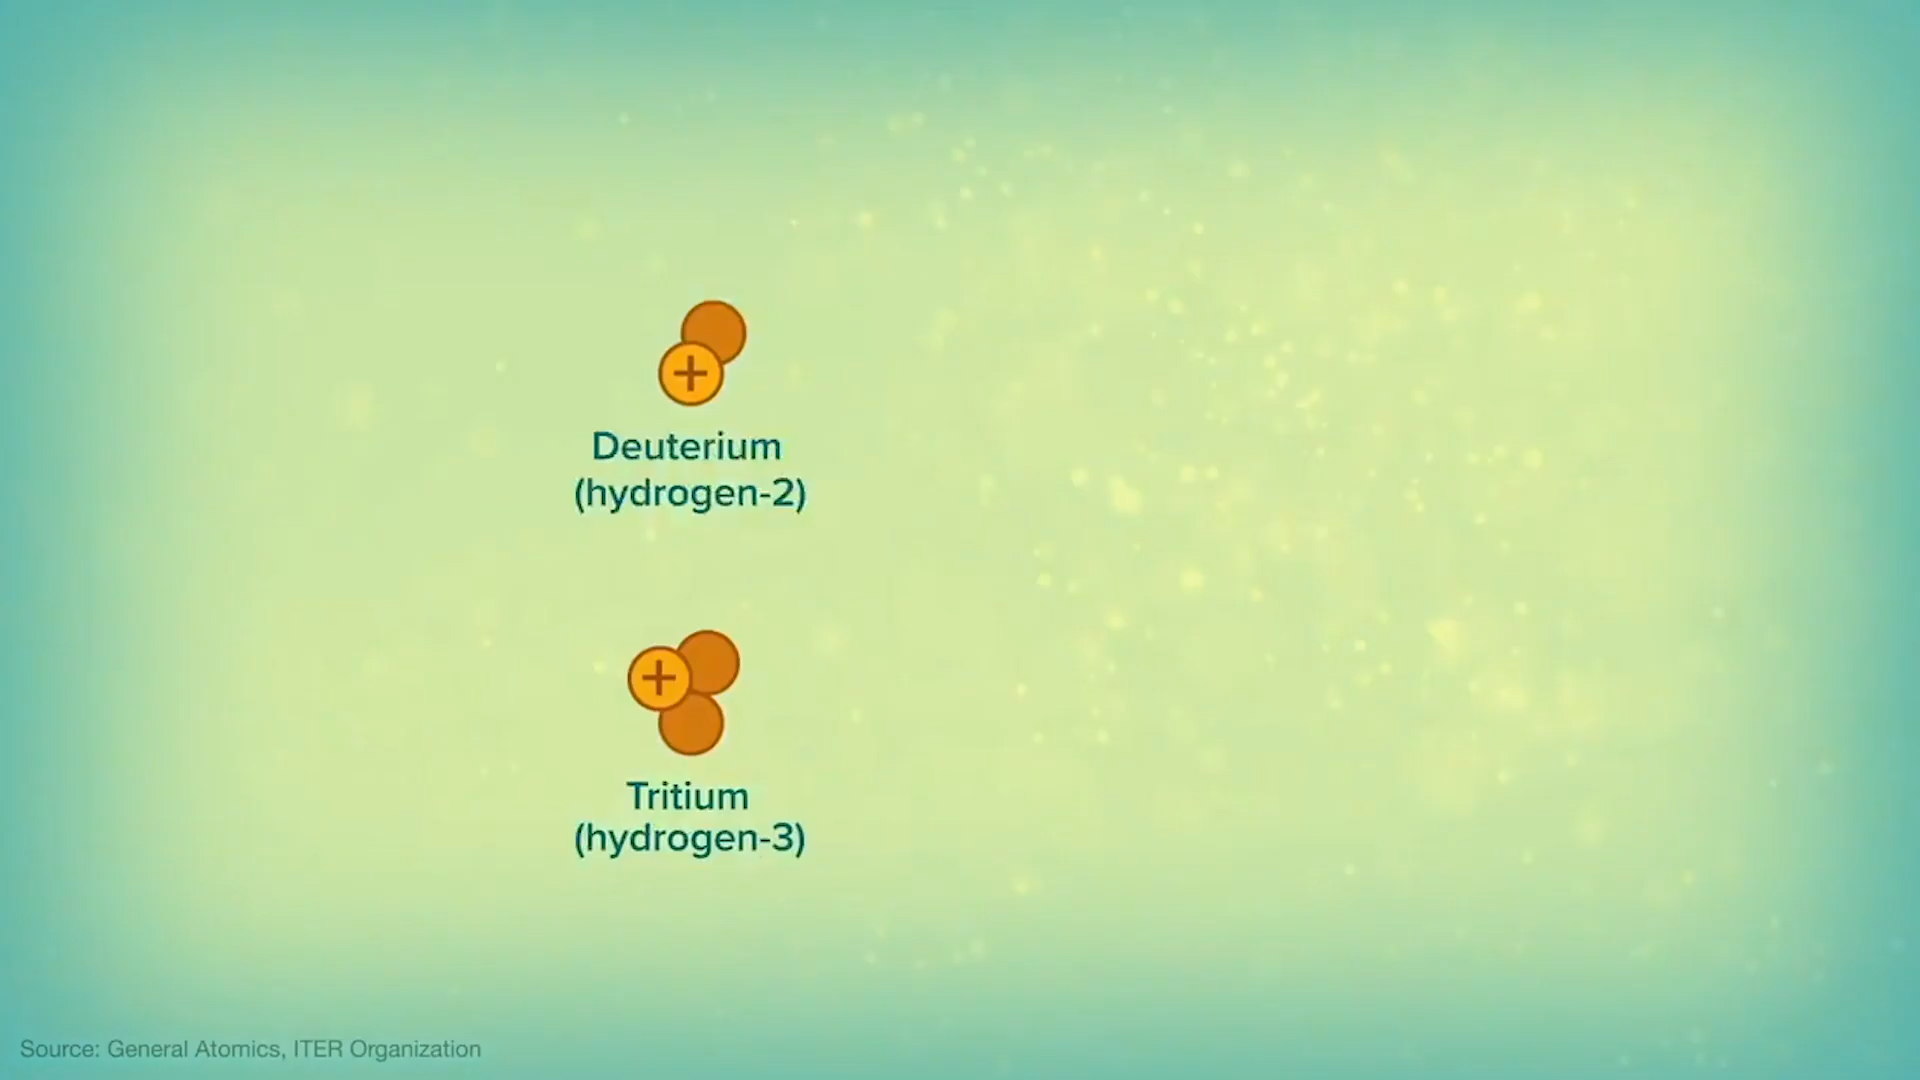 +
Deuterium
(hydrogen-2)
+
Tritium
(hydrogen-3)
Source: General Atomics, ITER Organization